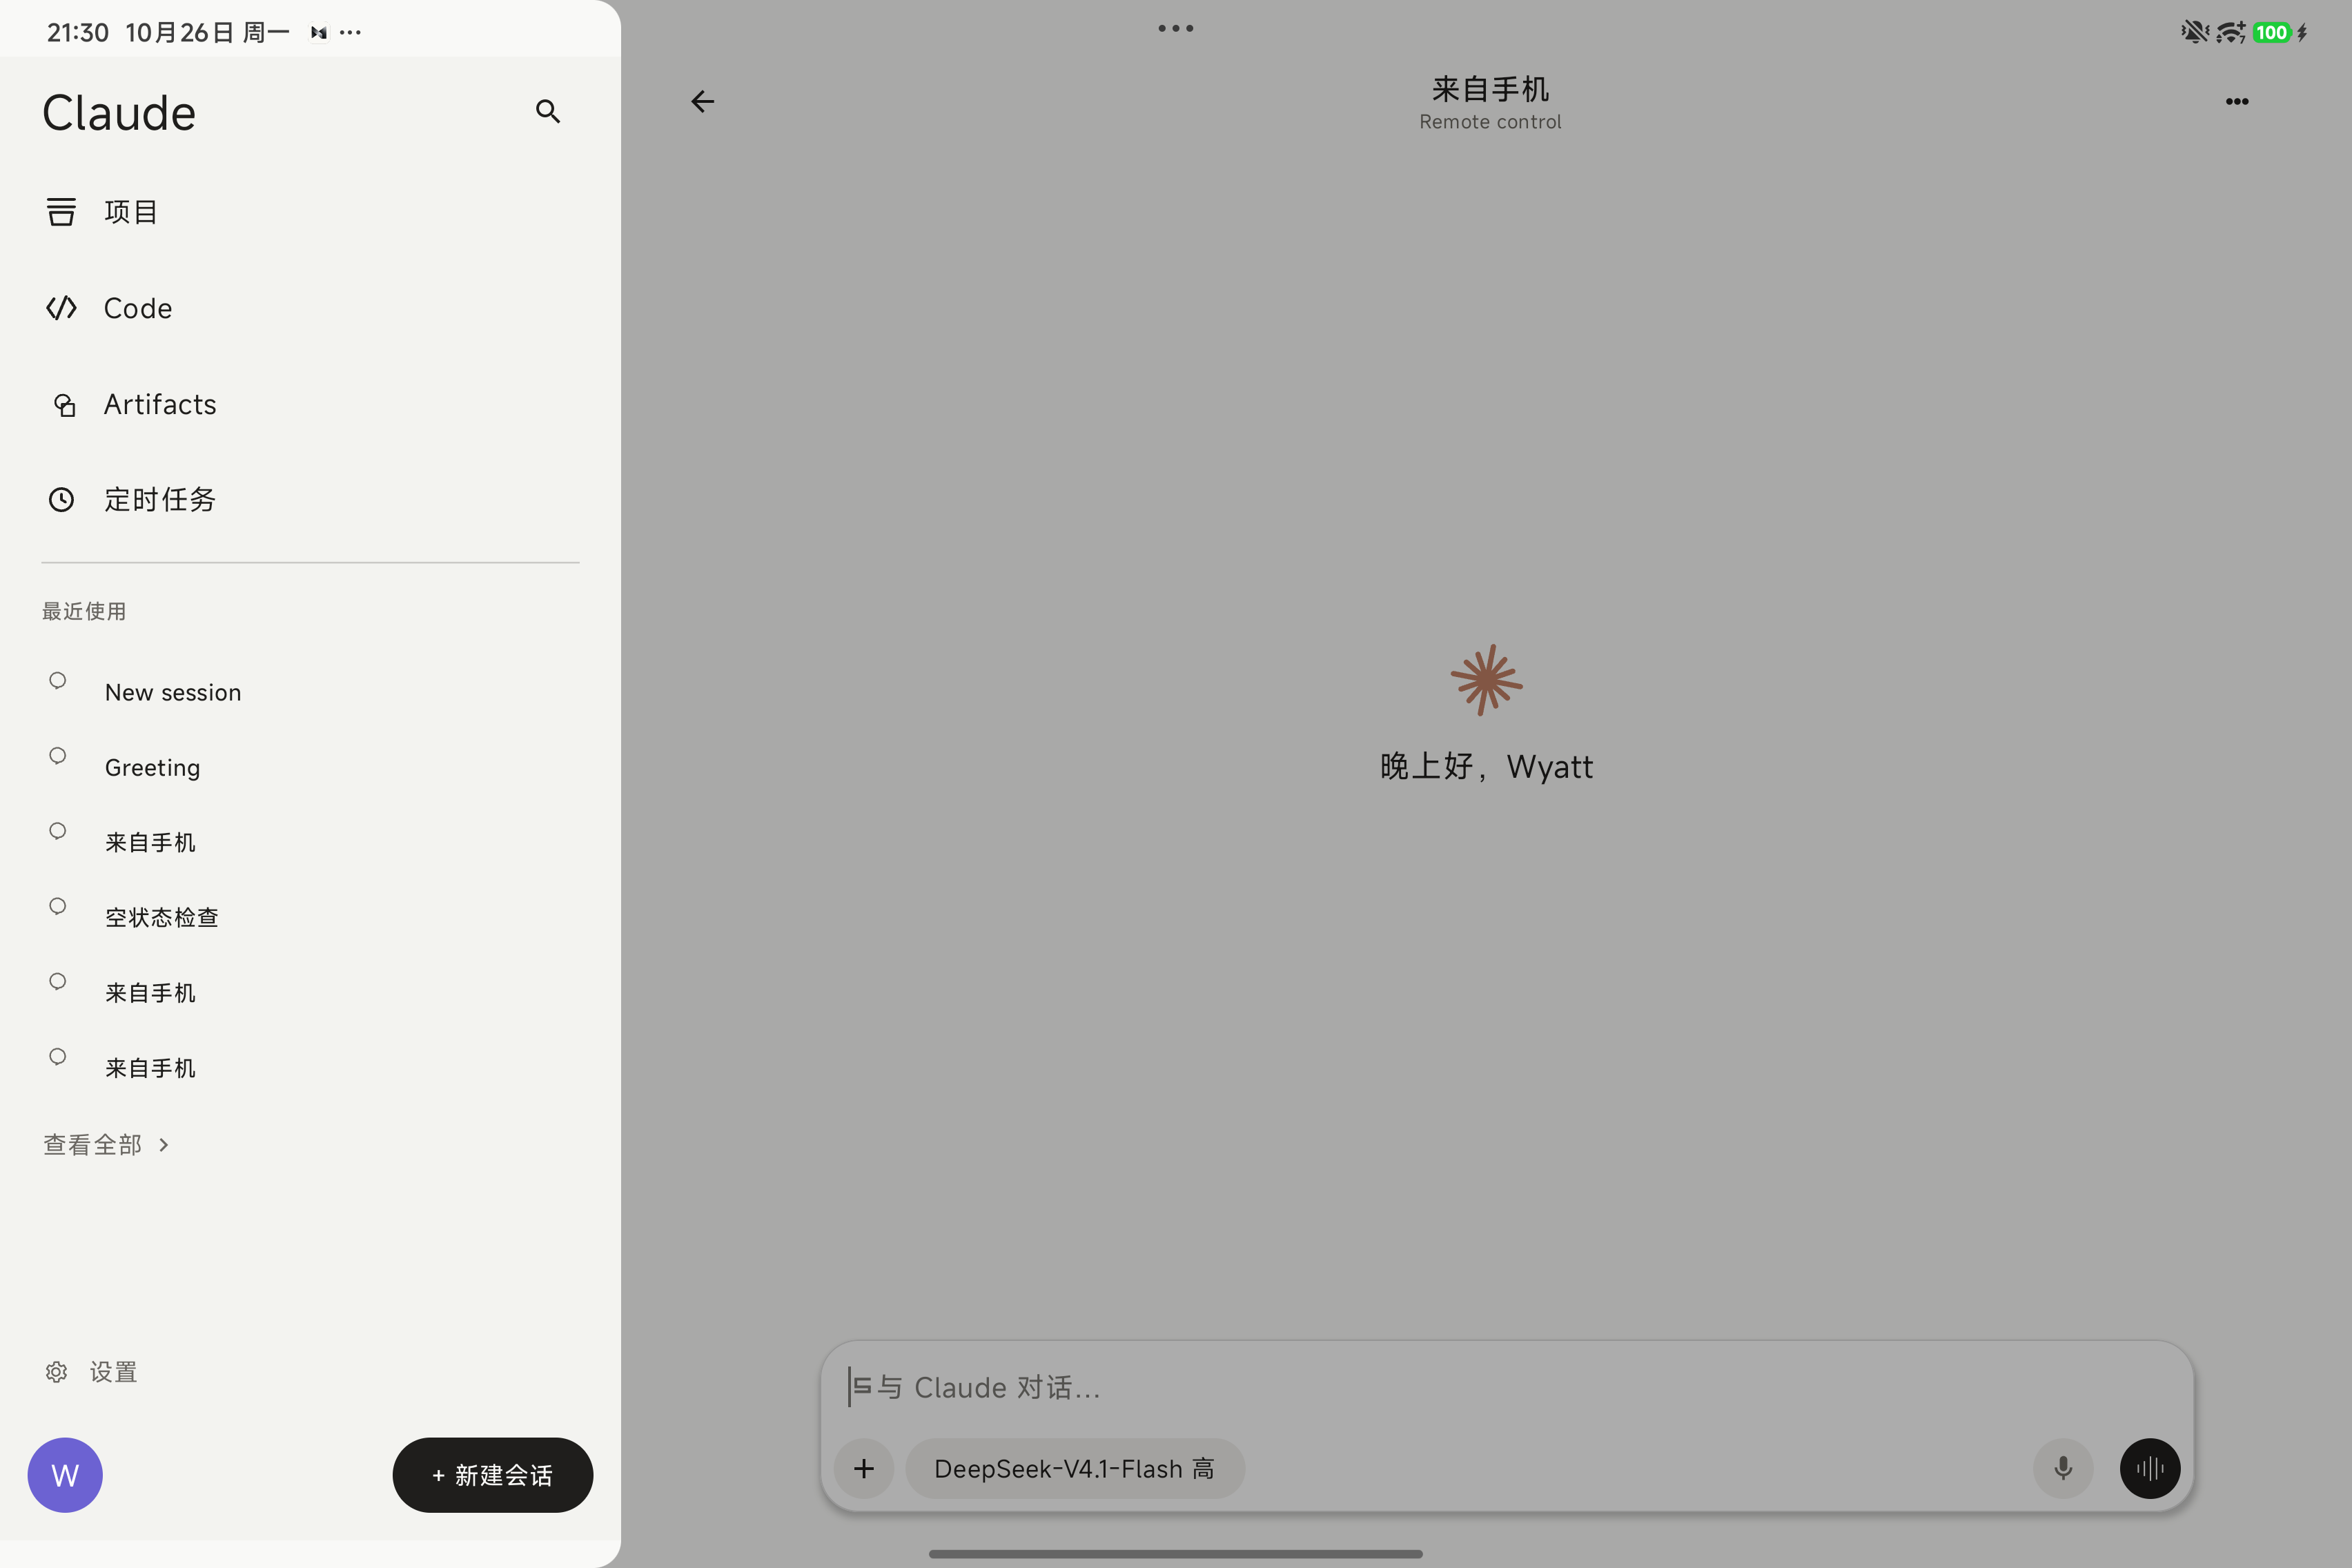 21:30 10月26日 周一
100
Claude
来自手机
Remote control
项目
Code
Artifacts
定时任务
最近使用
New session
Greeting
来自手机
空状态检查
来自手机
来自手机
查看全部
晚上好，Wyatt
设置
W
+ 新建会话
与 Claude 对话...
DeepSeek-V4.1-Flash 高